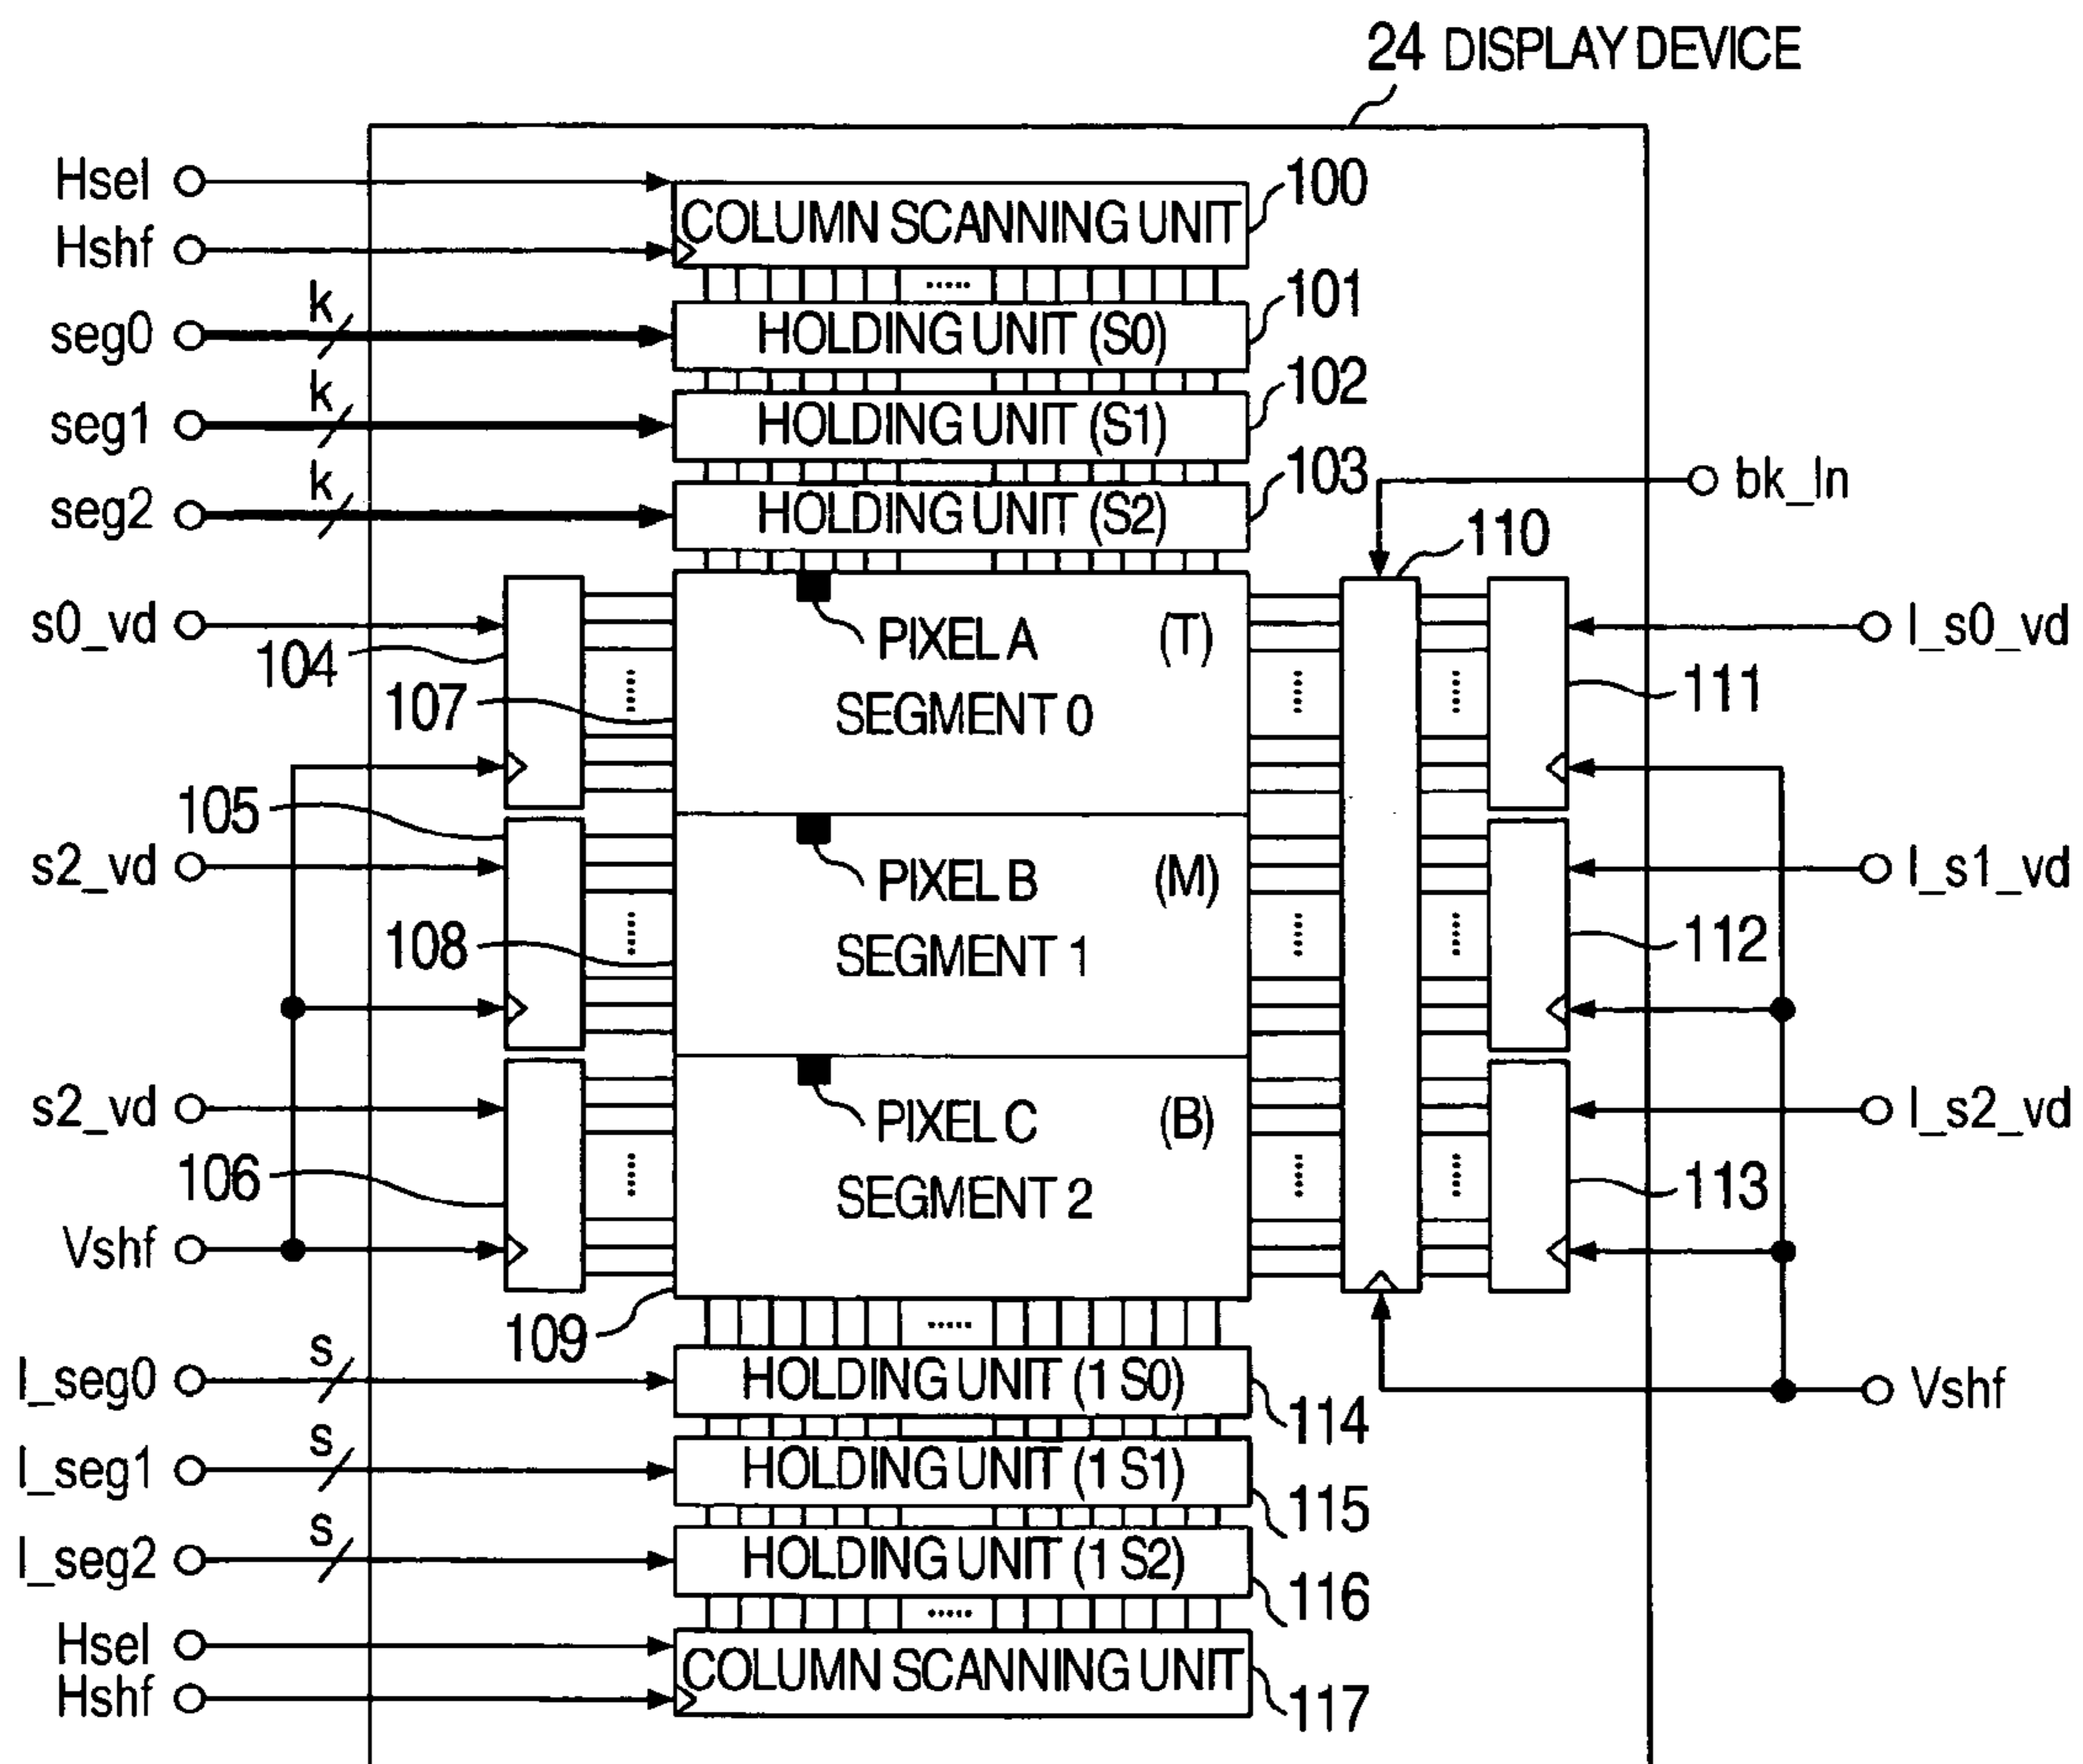 24 DISPLAY DEVICE
Hsel
100
COLUMN SCANNING UNIT
Hshf
.....
101
k
seg0
HOLDING UNIT (S0)
102
k
seg1
HOLDING UNIT (S1)
103
k
seg2
HOLDING UNIT (S2)
bk_ln
110
s0_vd
104
PIXEL A
(T)
l_s0_vd
107
SEGMENT 0
111
105
s2_vd
PIXEL B
(M)
l_s1_vd
108
SEGMENT 1
112
s2_vd
PIXEL C
(B)
l_s2_vd
106
SEGMENT 2
113
Vshf
109
.....
s
l_seg0
HOLDING UNIT (1 S0)
114
Vshf
s
l_seg1
HOLDING UNIT (1 S1)
115
s
l_seg2
HOLDING UNIT (1 S2)
116
.....
Hsel
COLUMN SCANNING UNIT
Hshf
117